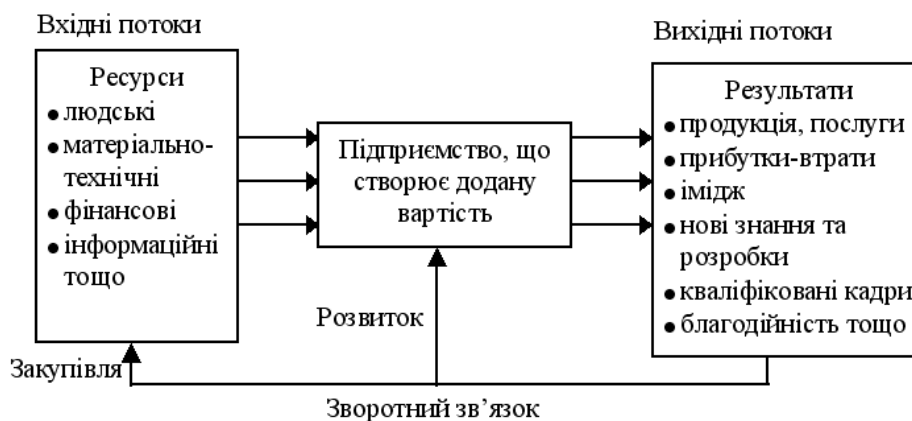 Вхідні потоки
Ресурси
● людські
● матеріально-
технічні
● фінансові
● інформаційні
тощо
Підприємство, що
створює додану
вартість
Вихідні потоки
Результати
● продукція, послуги
● прибутки-втрати
● імідж
● нові знання та
розробки
● кваліфіковані кадри
● благодійність тощо
Розвиток
Закупівля
Зворотний зв’язок